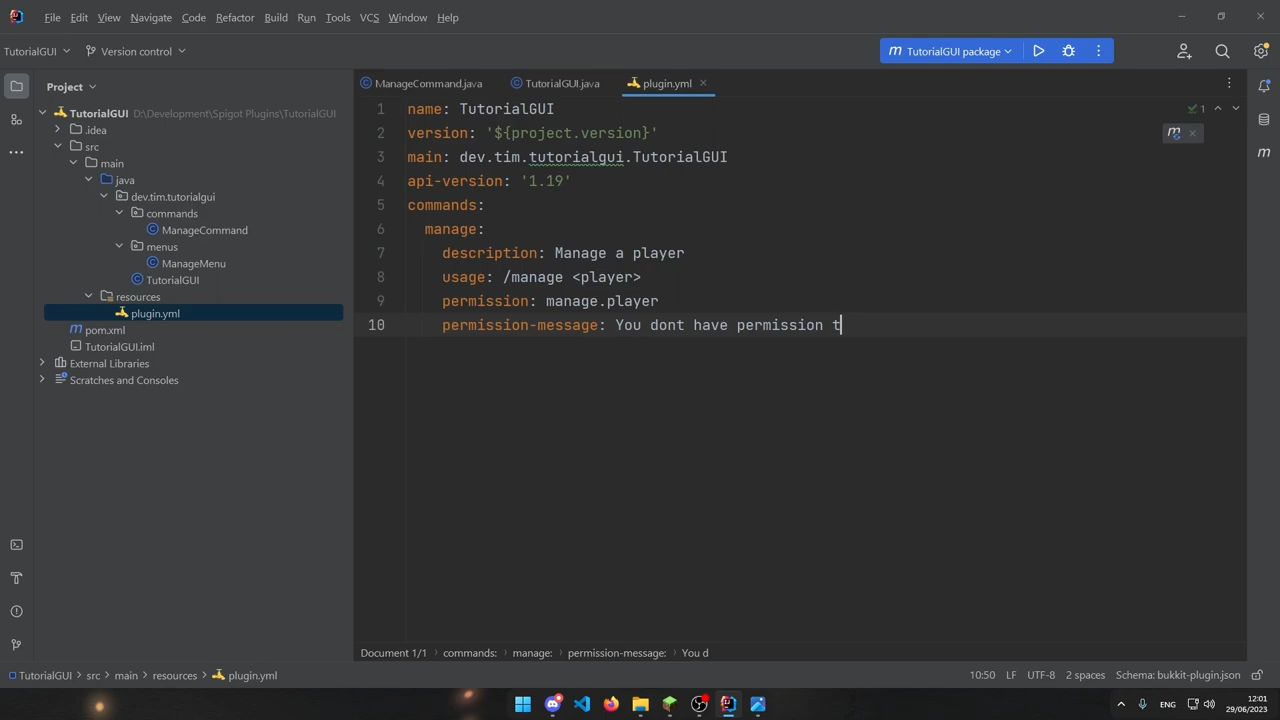 File Edit View Navigate Code Refactor Build Run Tools VCS Window Help
TutorialGUI Version control TutorialGUI package
Project
ManageCommand.java TutorialGUI.java plugin.yml
TutorialGUI D:\Development\Spigot Plugins\TutorialGUI
.idea
src
main
java
dev.tim.tutorialgui
commands
ManageCommand
menus
ManageMenu
TutorialGUI
resources
plugin.yml
pom.xml
TutorialGUI.iml
External Libraries
Scratches and Consoles
1 name: TutorialGUI
2 version: '${project.version}'
3 main: dev.tim.tutorialgui.TutorialGUI
4 api-version: '1.19'
5 commands:
6 manage:
7 description: Manage a player
8 usage: /manage <player>
9 permission: manage.player
10 permission-message: You dont have permission t
1
Document 1/1 commands: manage: permission-message: You d
TutorialGUI src main resources plugin.yml
10:50 LF UTF-8 2 spaces Schema: bukkit-plugin.json
ENG
12:01
29/06/2023